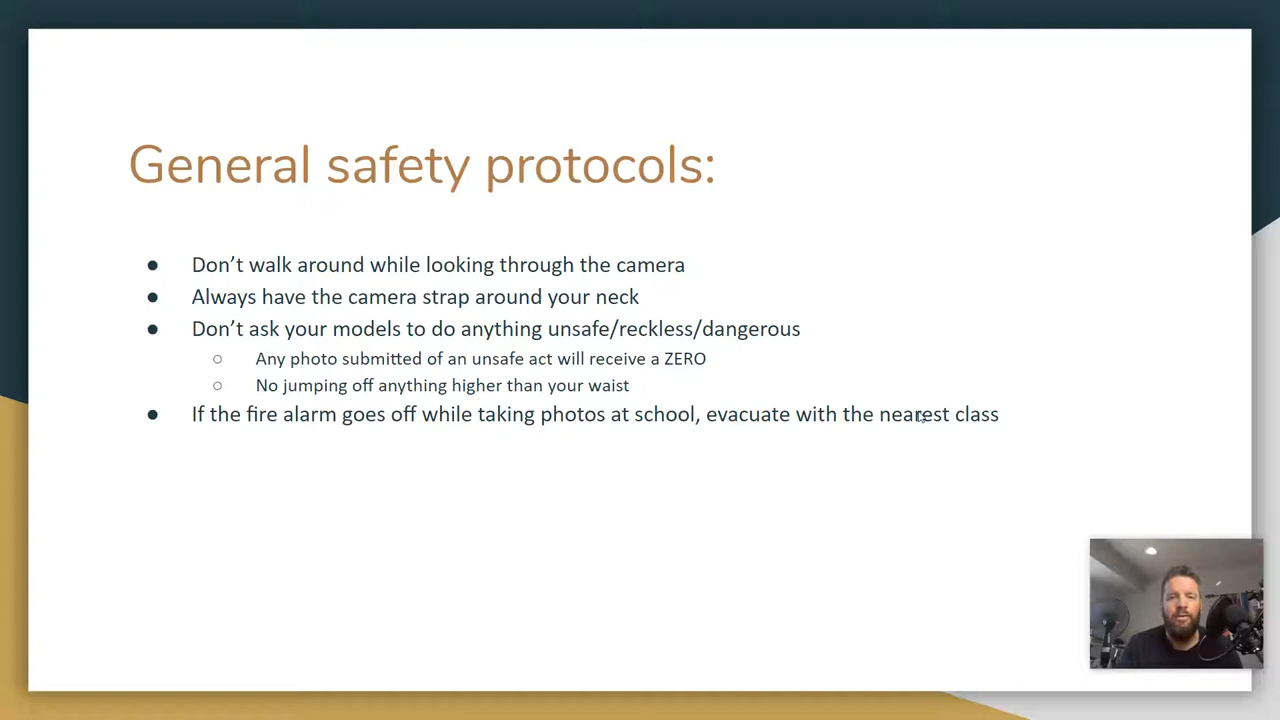 General safety protocols:
● Don’t walk around while looking through the camera
● Always have the camera strap around your neck
● Don’t ask your models to do anything unsafe/reckless/dangerous
○ Any photo submitted of an unsafe act will receive a ZERO
○ No jumping off anything higher than your waist
● If the fire alarm goes off while taking photos at school, evacuate with the nearest class